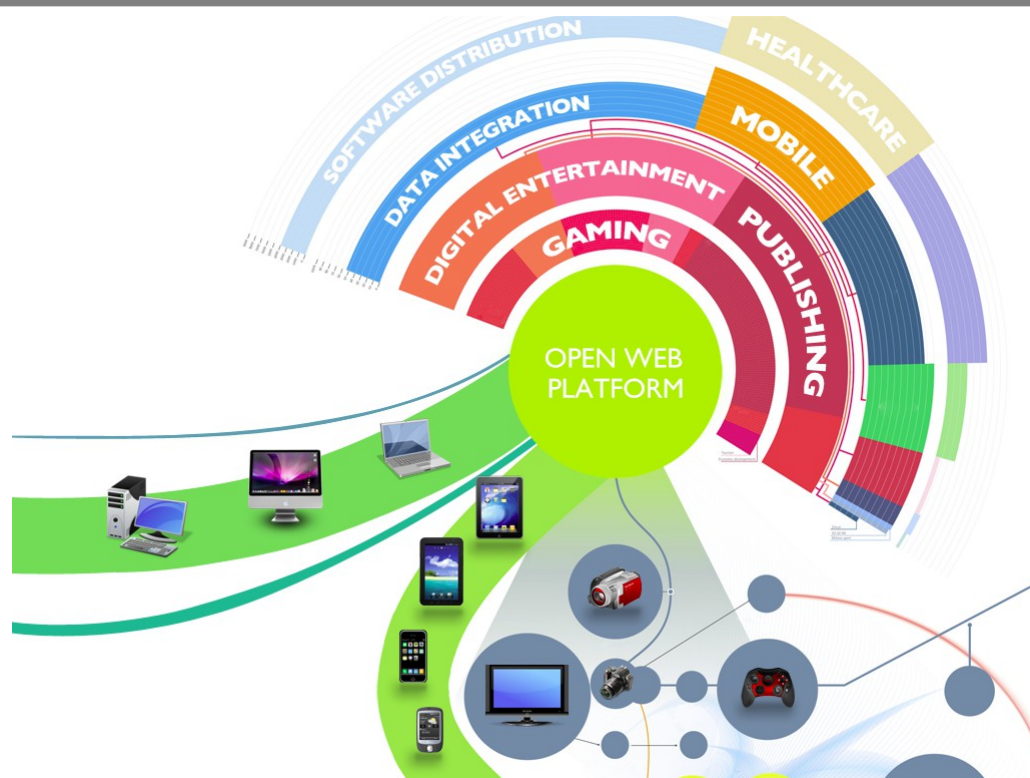 SOFTWARE DISTRIBUTION
HEALTHCARE
DATA INTEGRATION
MOBILE
DIGITAL ENTERTAINMENT
PUBLISHING
GAMING
OPEN WEB
PLATFORM